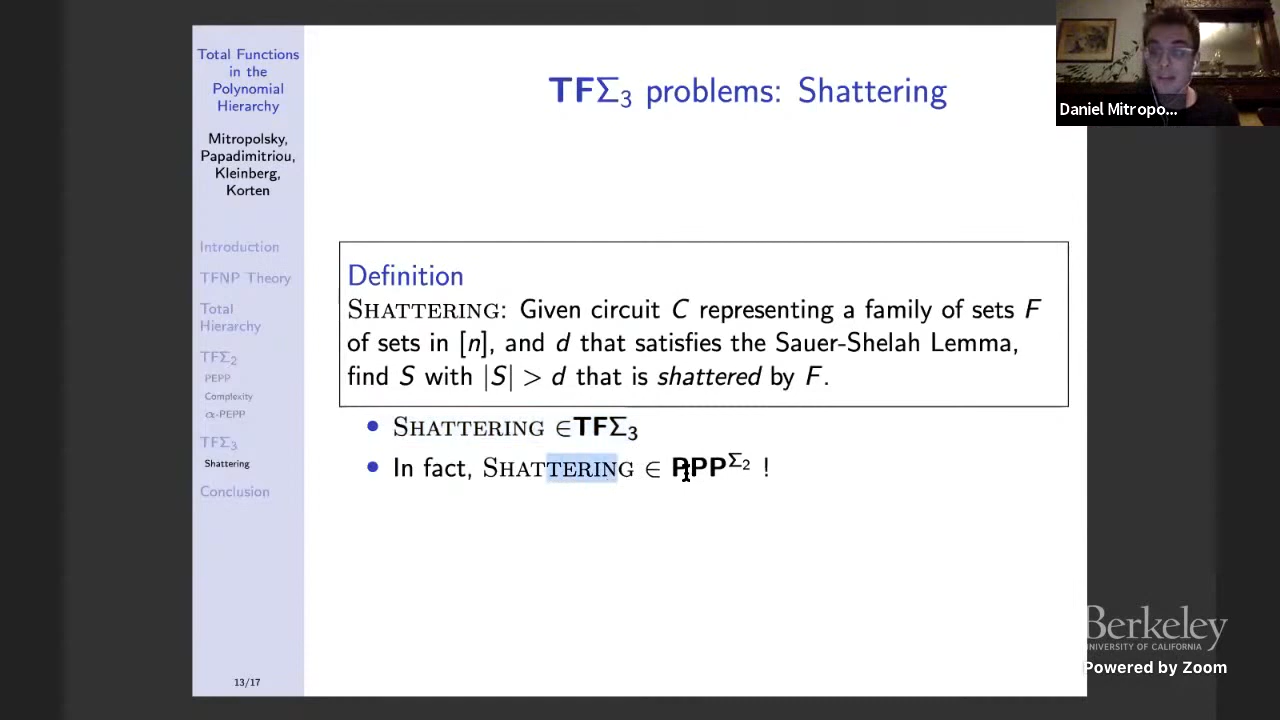 Total Functions
in the
Polynomial
Hierarchy
Mitropolsky,
Papadimitriou,
Kleinberg,
Korten
Introduction
TFNP Theory
Total
Hierarchy
TFΣ₂
PEPP
Complexity
α-PEPP
TFΣ₃
Shattering
Conclusion
13/17
TFΣ₃ problems: Shattering
Definition
SHATTERING: Given circuit C representing a family of sets F
of sets in [n], and d that satisfies the Sauer-Shelah Lemma,
find S with |S| > d that is shattered by F.
• SHATTERING ∈TFΣ₃
• In fact, SHATTERING ∈ PPP^Σ₂ !
Daniel Mitropo...
Berkeley
UNIVERSITY OF CALIFORNIA
Powered by Zoom